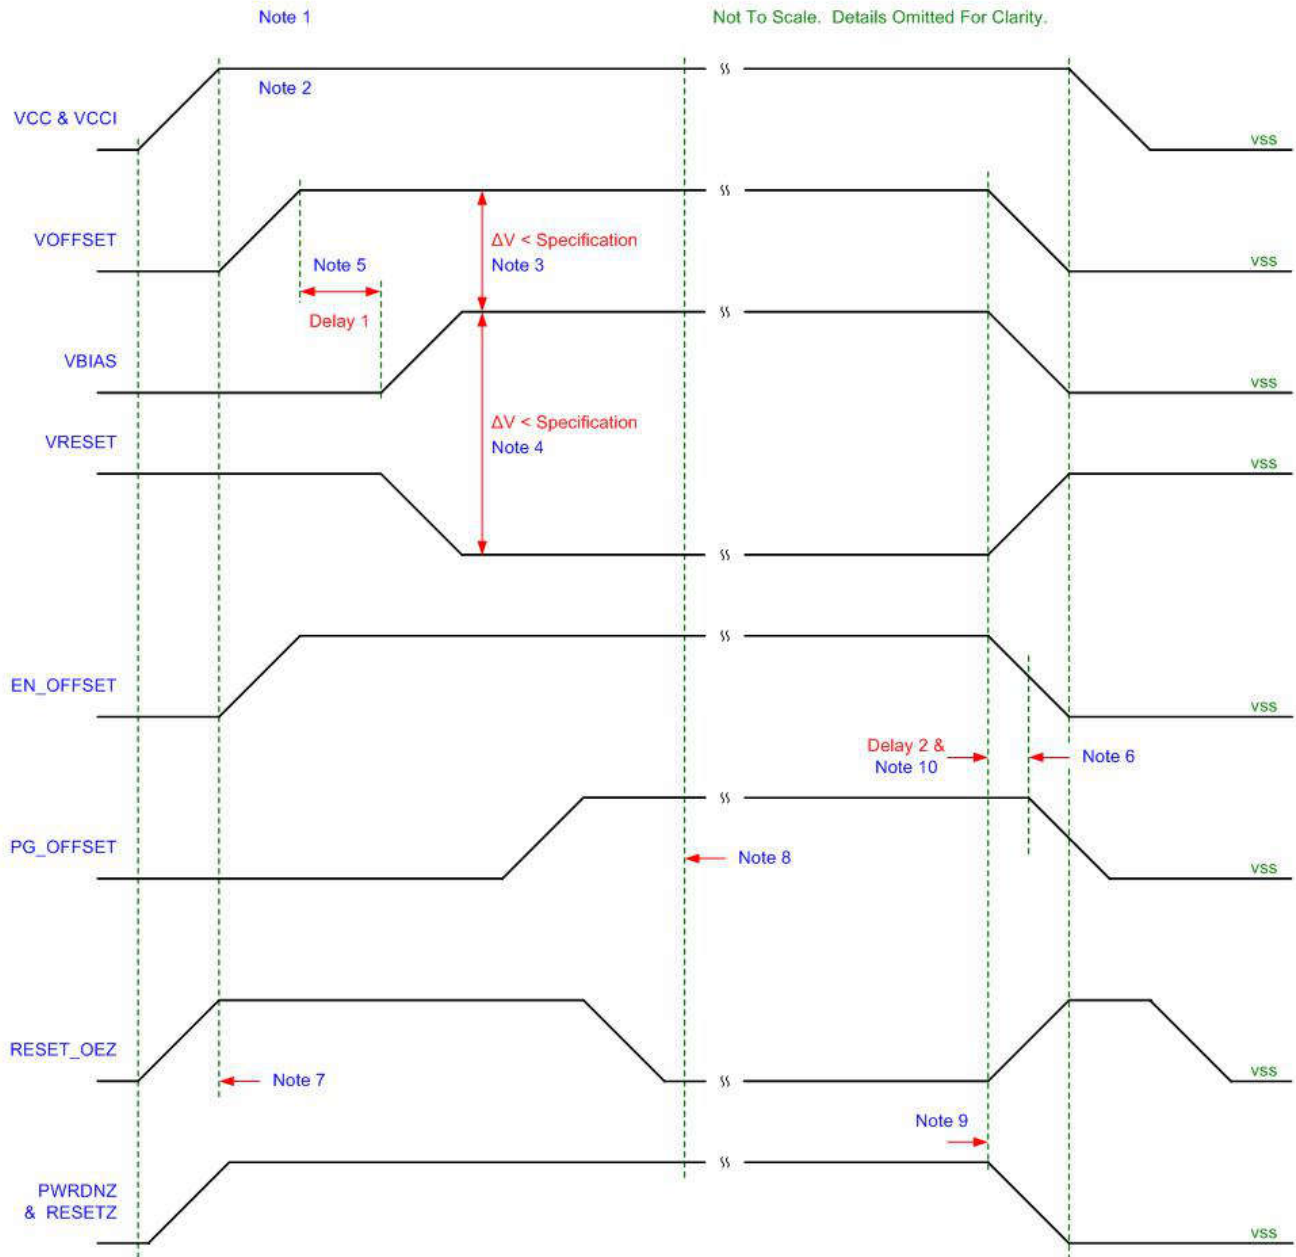 Note 1
Not To Scale. Details Omitted For Clarity.
Note 2
VCC & VCCI
VSS
VOFFSET
ΔV < Specification
Note 3
Note 5
VSS
Delay 1
VBIAS
VSS
ΔV < Specification
Note 4
VRESET
VSS
EN_OFFSET
VSS
Delay 2 &
Note 10
Note 6
PG_OFFSET
Note 8
VSS
RESET_OEZ
VSS
Note 7
Note 9
PWRDNZ
& RESETZ
VSS